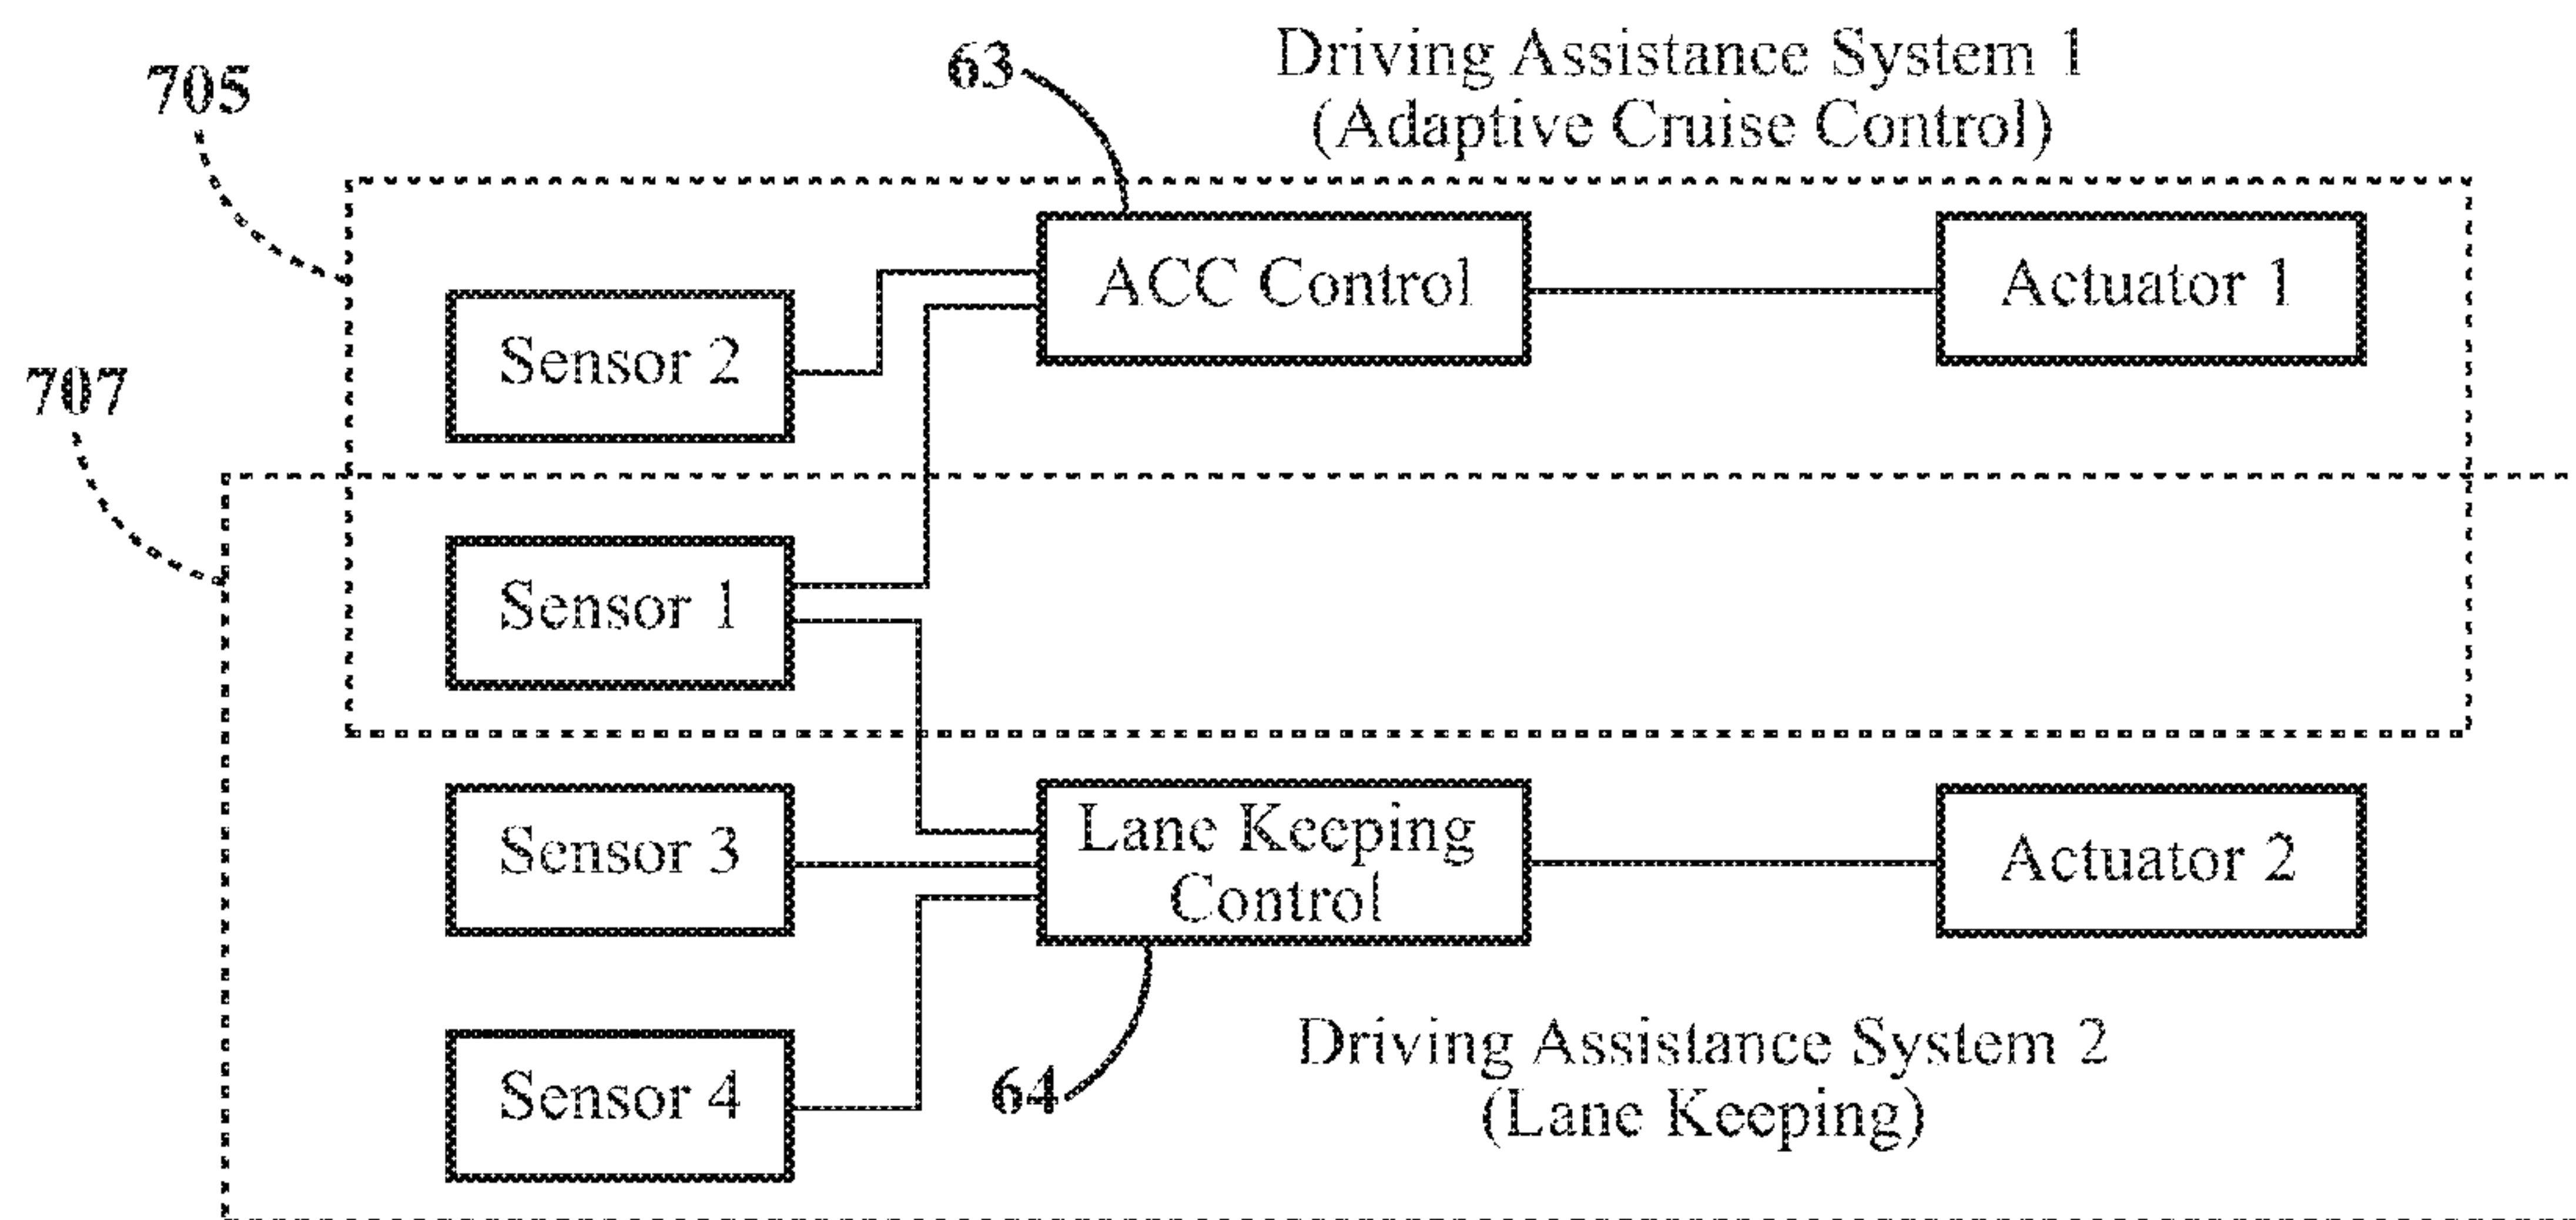 63
Driving Assistance System 1
(Adaptive Cruise Control)
705
ACC Control
Actuator 1
Sensor 2
707
Sensor 1
Sensor 3
Lane Keeping
Control
Actuator 2
Sensor 4
64
Driving Assistance System 2
(Lane Keeping)